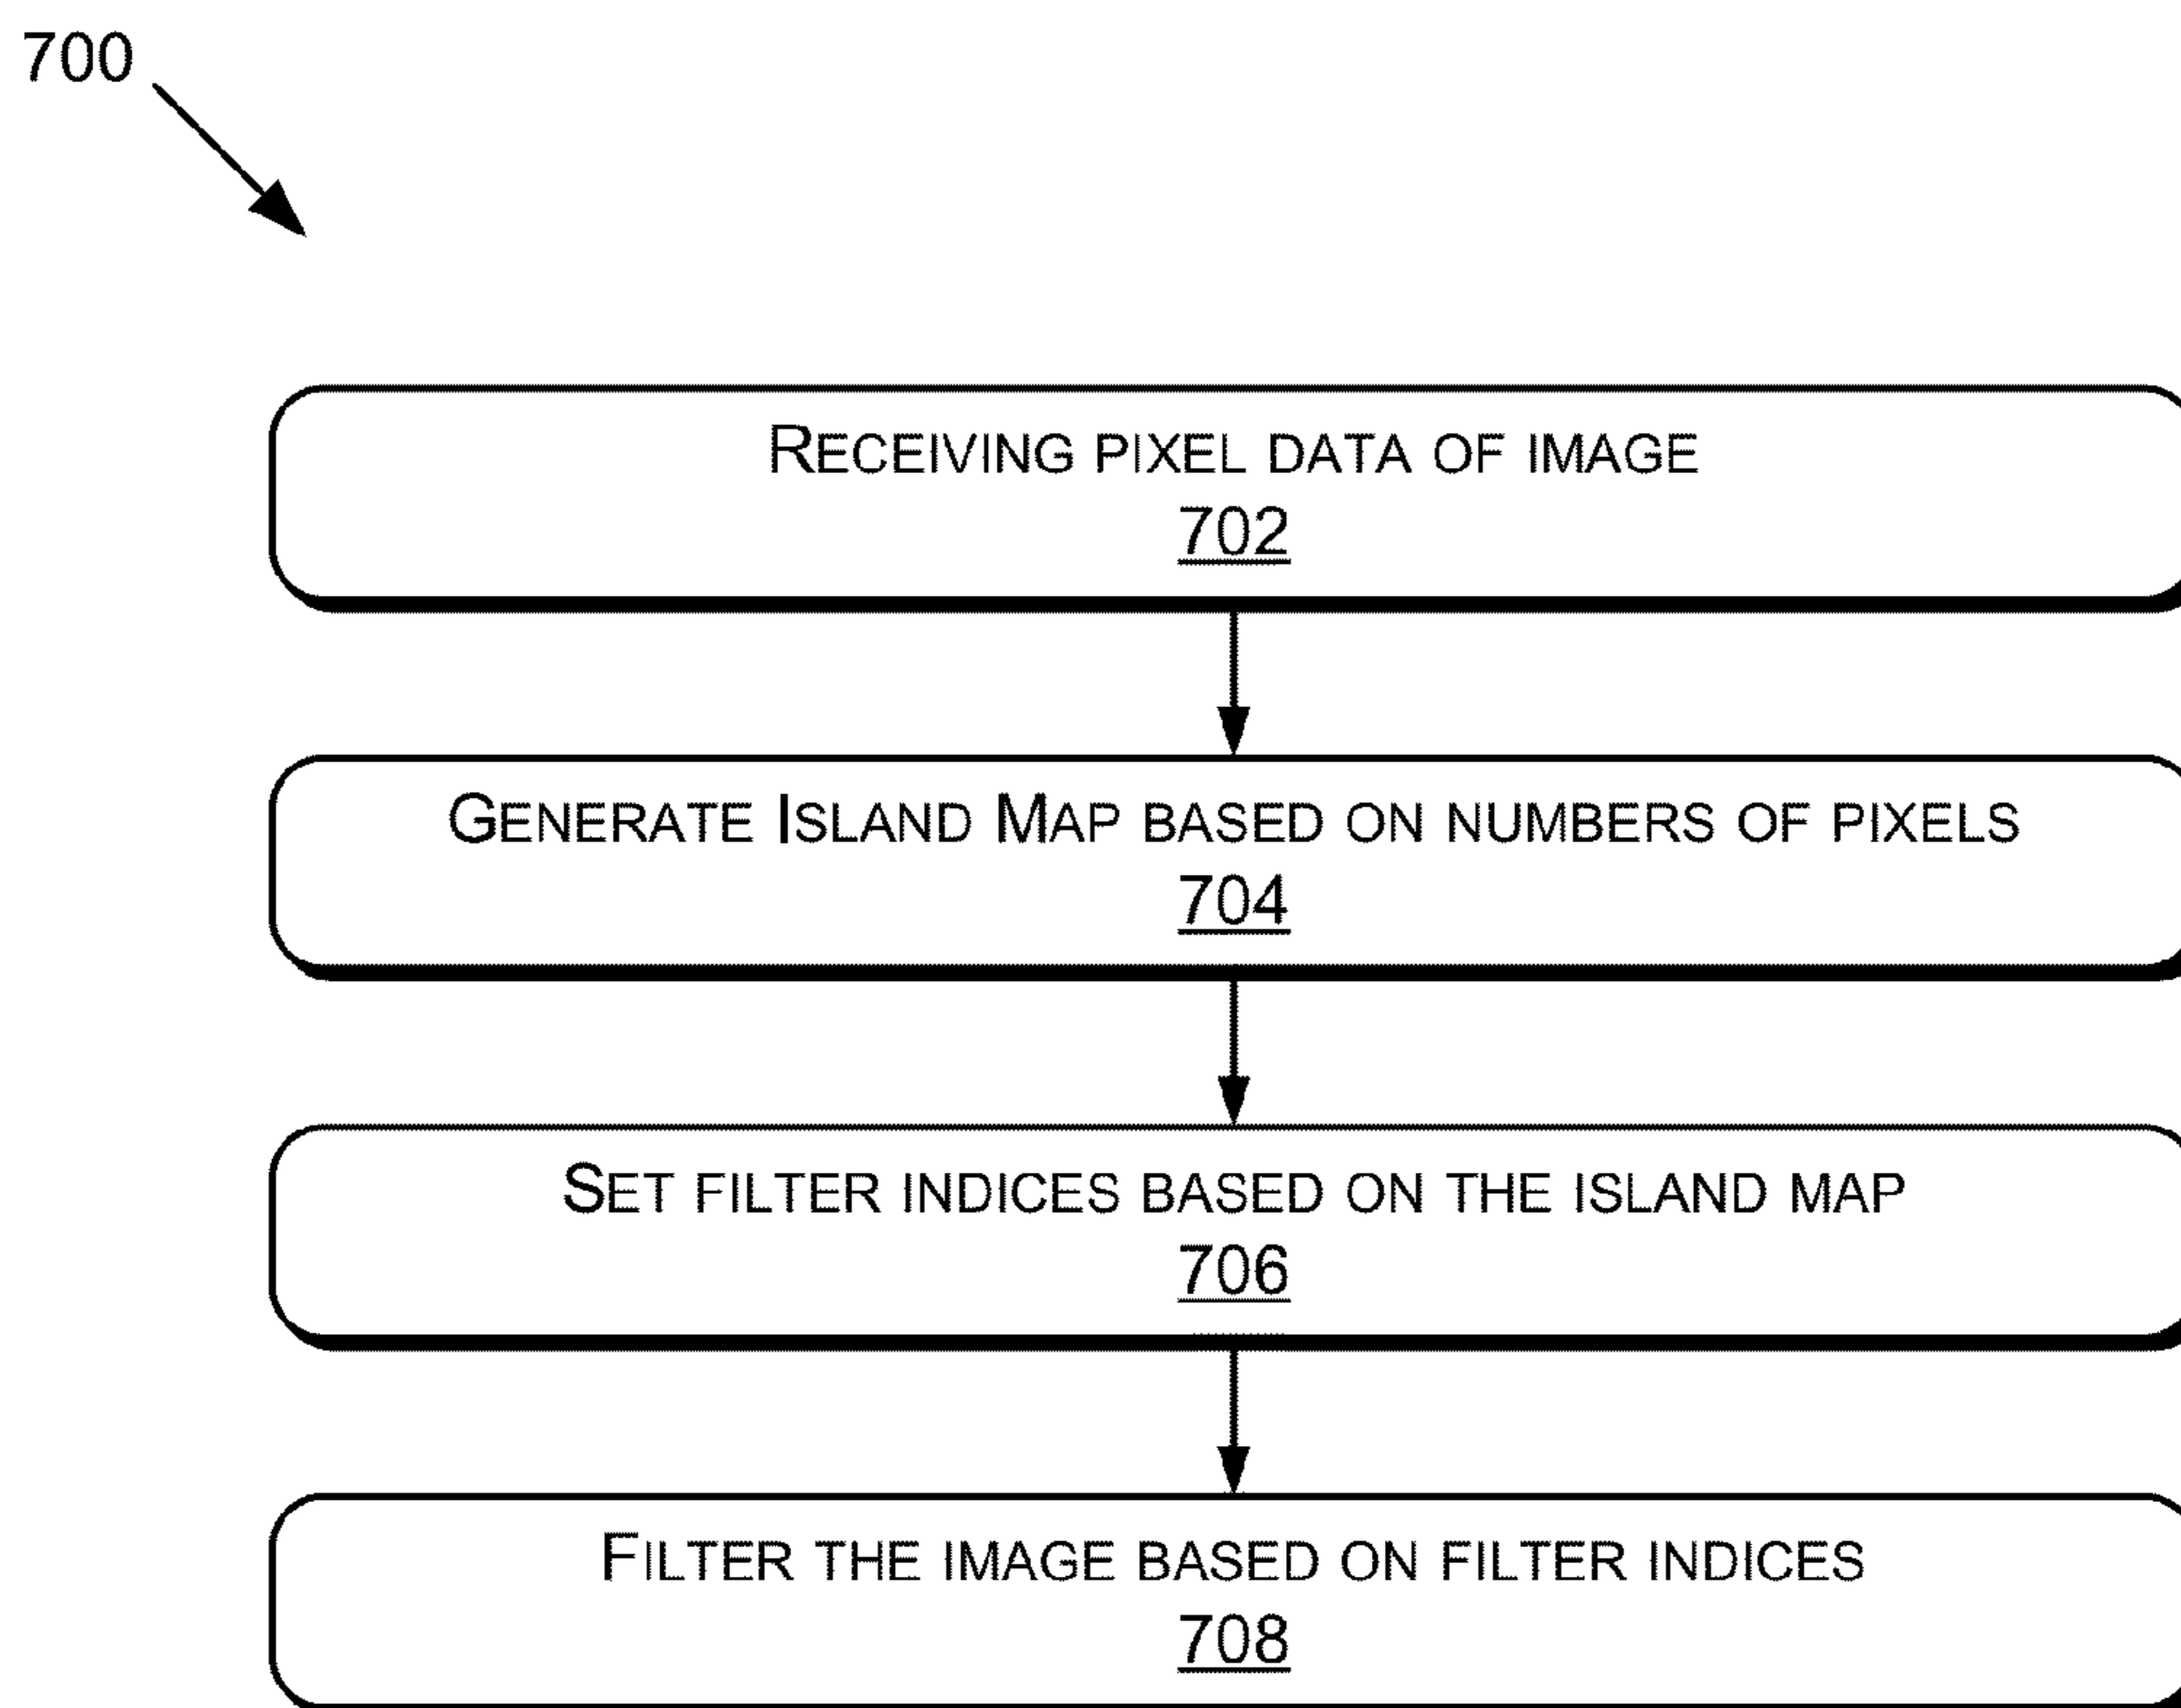 700
RECEIVING PIXEL DATA OF IMAGE
702
GENERATE ISLAND MAP BASED ON NUMBERS OF PIXELS
704
SET FILTER INDICES BASED ON THE ISLAND MAP
706
FILTER THE IMAGE BASED ON FILTER INDICES
708